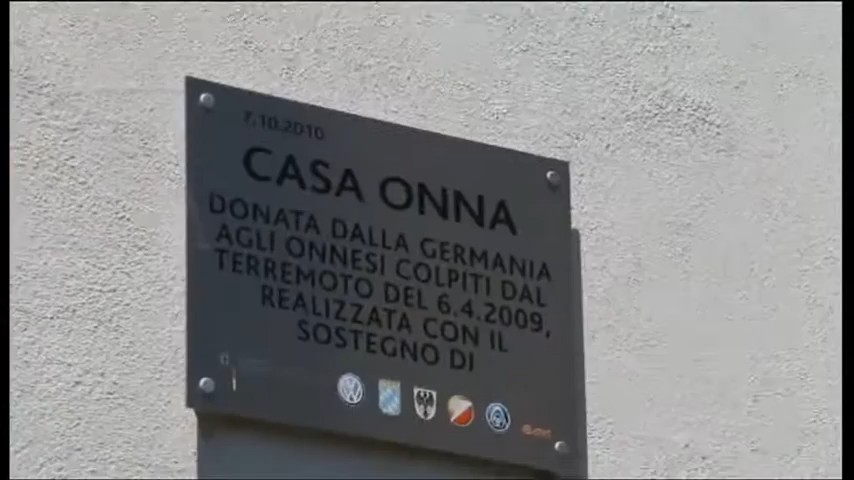 7.10.2010
CASA ONNA
DONATA DALLA GERMANIA
AGLI ONNESI COLPITI DAL
TERREMOTO DEL 6.4.2009,
REALIZZATA CON IL
SOSTEGNO DI